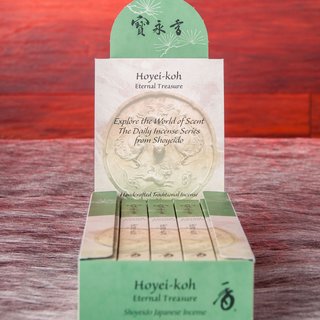 寶永香
Hoyei-koh
Eternal Treasure
Explore the World of Scent
The Daily Incense Series
from Shoyeido
Handcrafted Traditional Incense
Hoyei-koh
Eternal Treasure
香
Shoyeido Japanese Incense